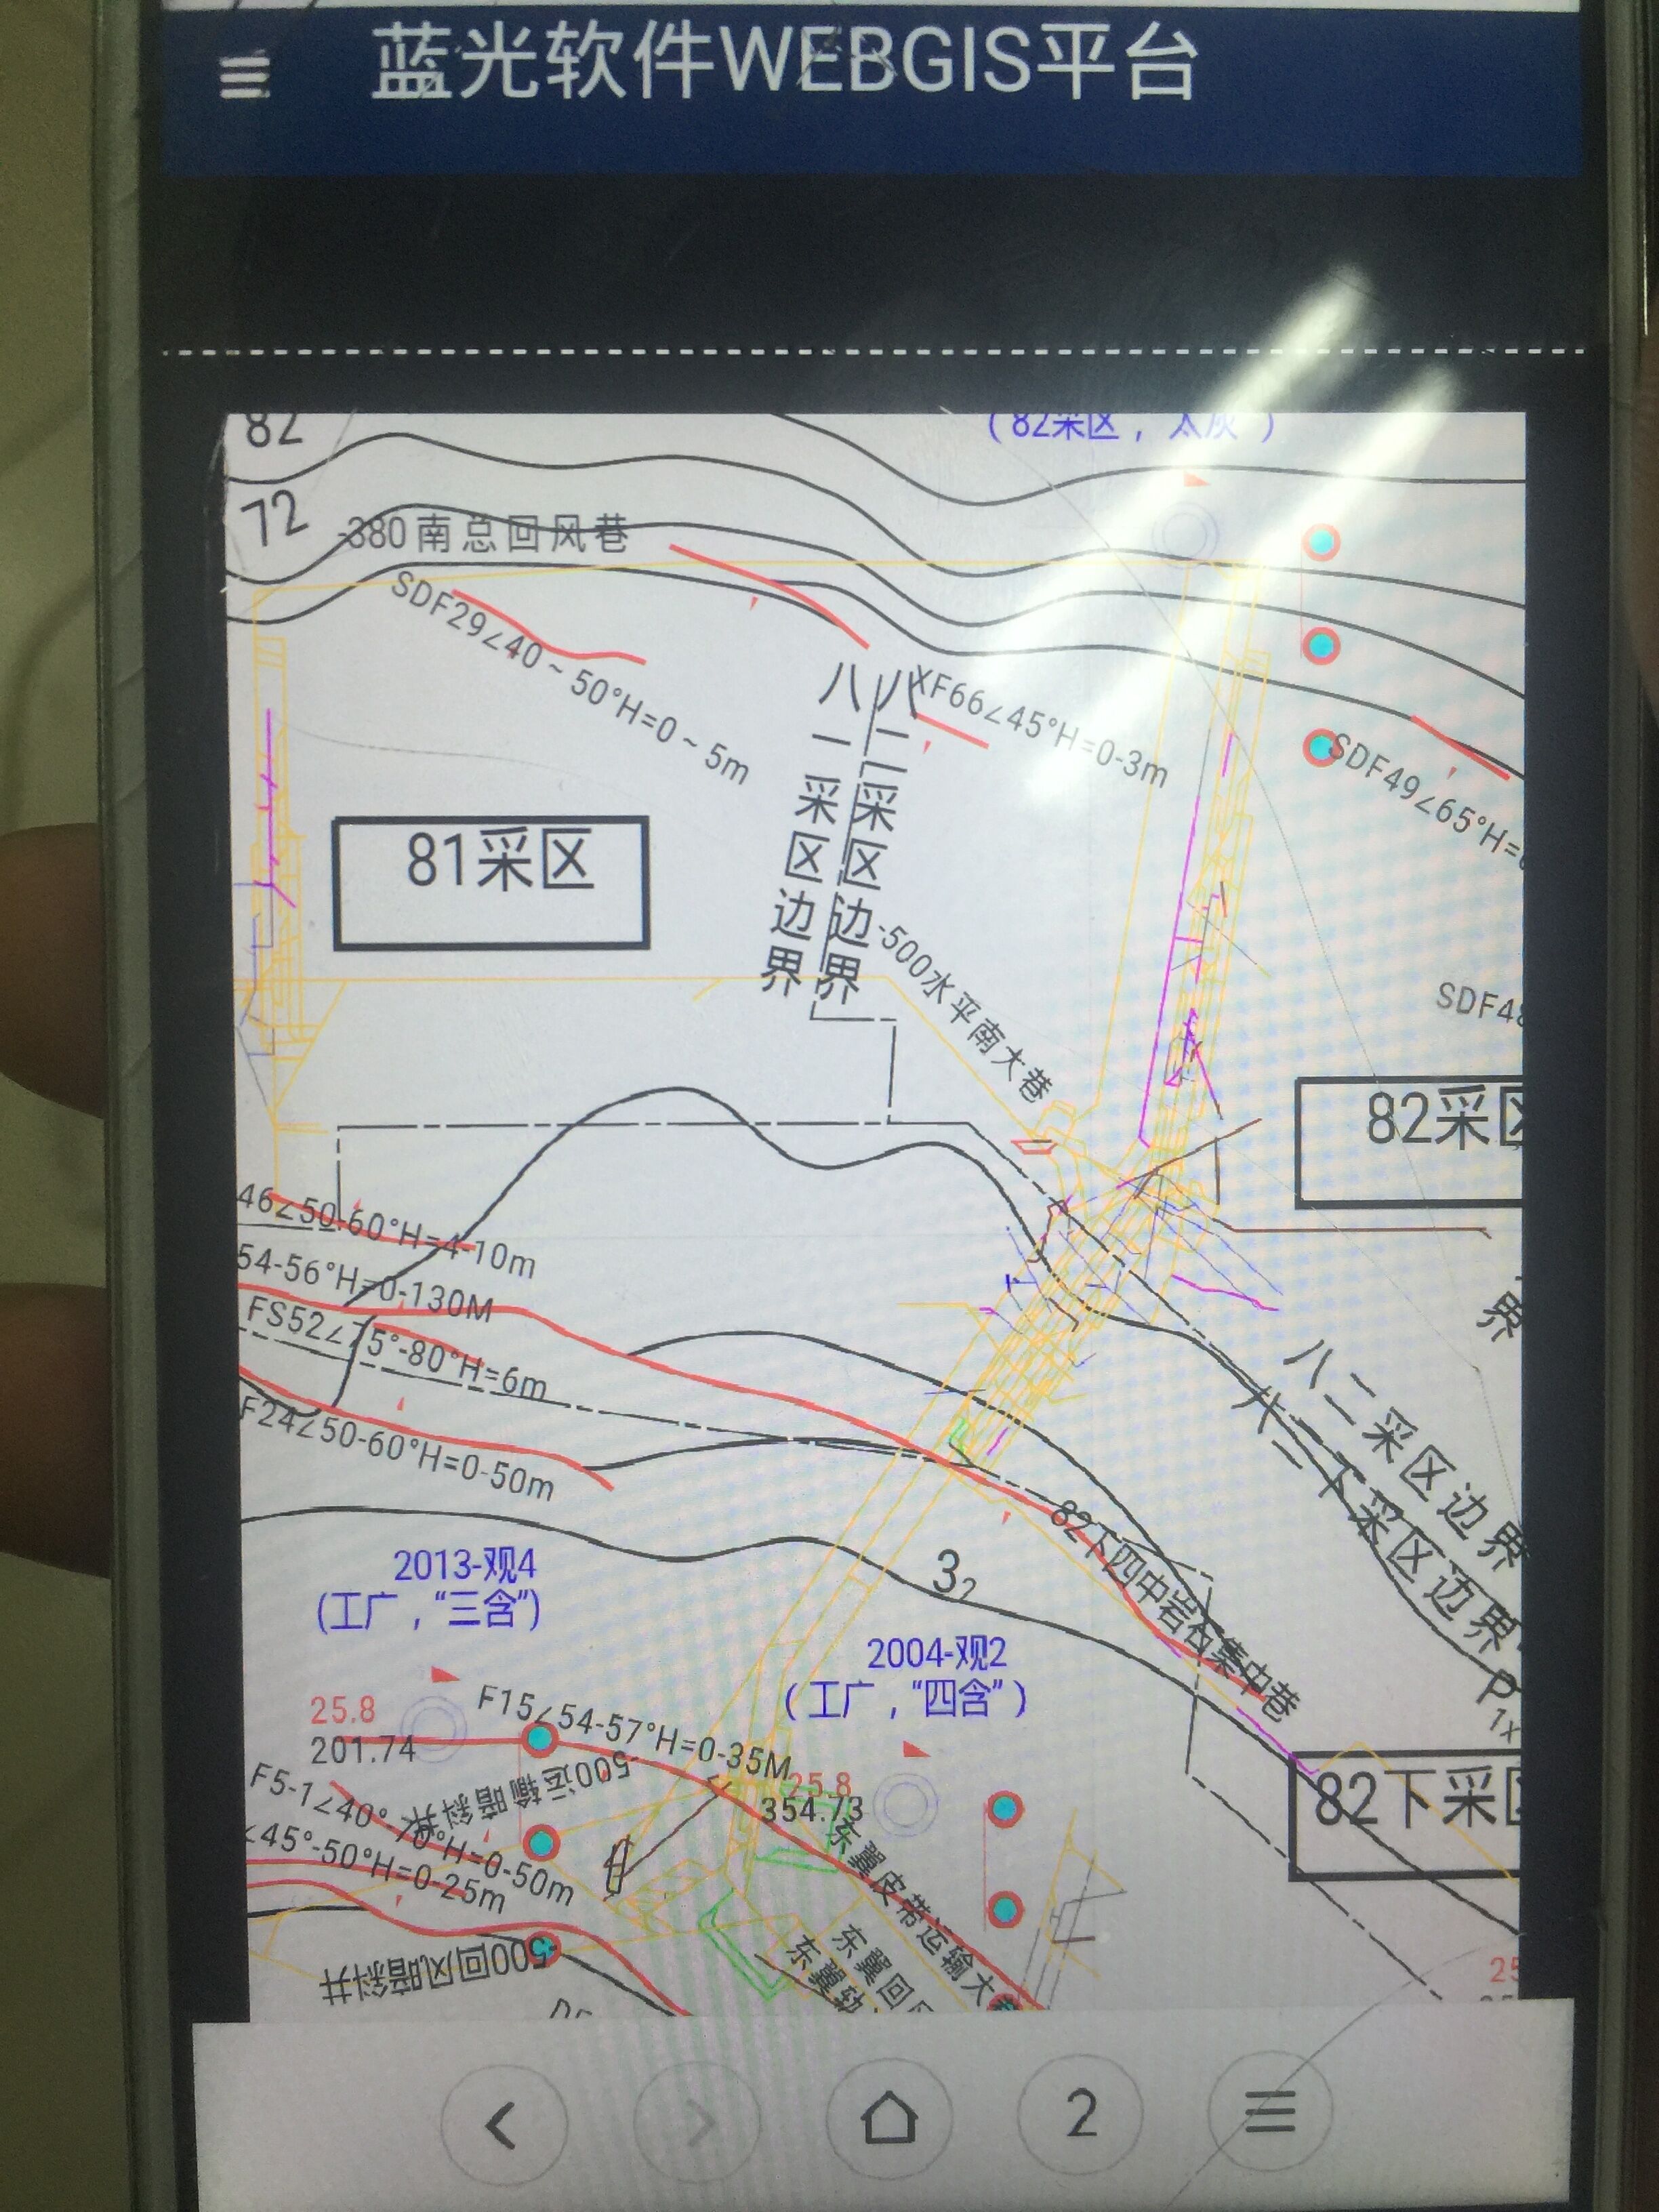 蓝光软件WEBGIS平台
82
(82采区，太灰)
72
-380南总回风巷
SDF29∠40~50°H=0~5m
八一采区边界
八二采区边界
XF66∠45°H=0-3m
SDF49∠65°H=
81采区
-500水平南大巷
SDF48
82采区
46∠50-60°H=4-10m
54-56°H=0-130M
FS52∠75°-80°H=6m
F24∠50-60°H=0-50m
界
八二采区边界
八二下采区边界
2013-观4
(工广，“三含”)
3₂
82下四中岩石集中巷
2004-观2
(工广，“四含”)
25.8
201.74
F15∠54-57°H=0-35M
-500运输暗斜井
25.8
354.73
F5-1∠40°-70°H=0-50m
∠45°-50°H=0-25m
82下采区
-500回风暗斜井
东翼皮带运输大巷
东翼回风
东翼轨
2